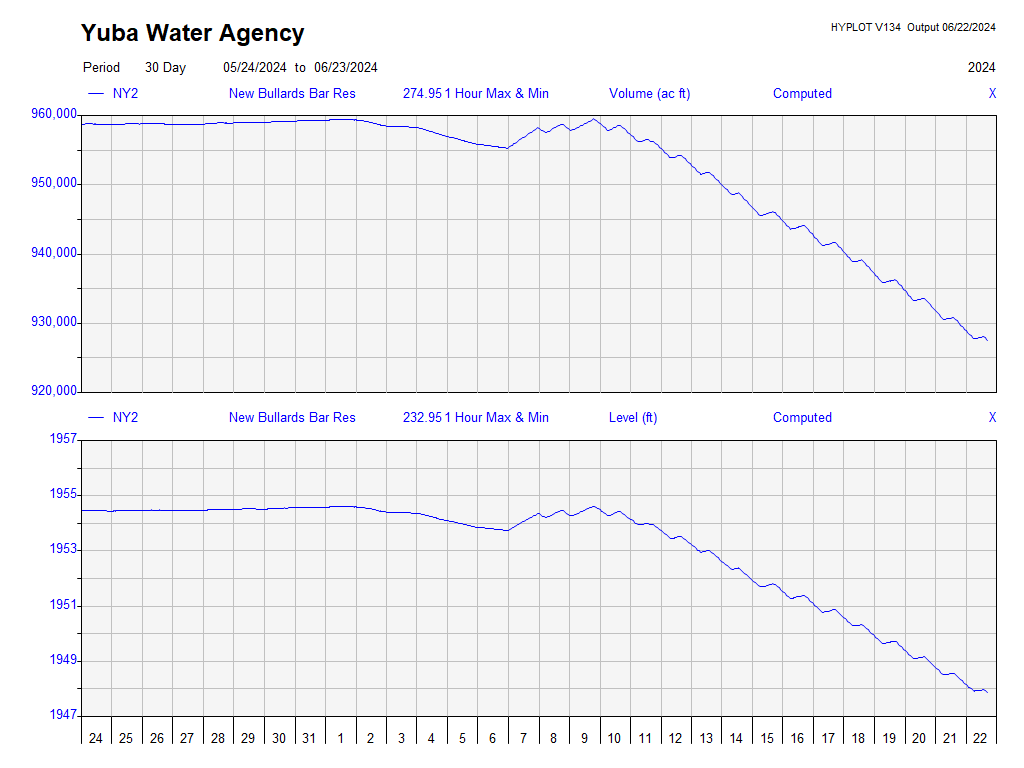 Yuba Water Agency
HYPLOT V134 Output 06/22/2024
Period 30 Day 05/24/2024 to 06/23/2024
2024
NY2 New Bullards Bar Res 274.95 1 Hour Max & Min Volume (ac ft) Computed X
960,000
950,000
940,000
930,000
920,000
NY2 New Bullards Bar Res 232.95 1 Hour Max & Min Level (ft) Computed X
1957
1955
1953
1951
1949
1947
24 25 26 27 28 29 30 31 1 2 3 4 5 6 7 8 9 10 11 12 13 14 15 16 17 18 19 20 21 22